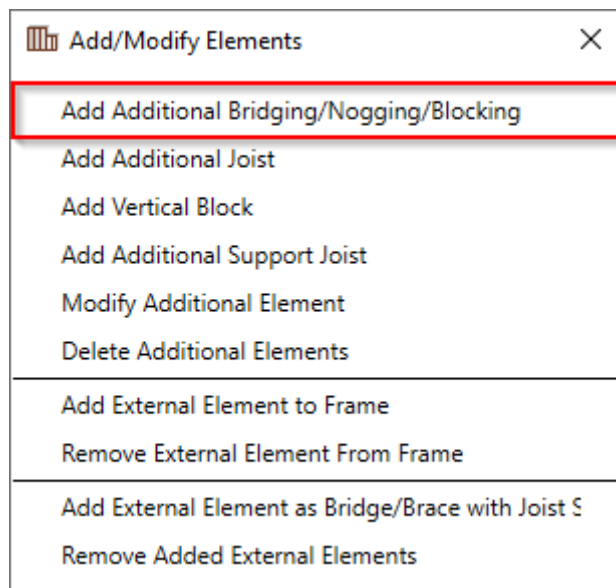 Add/Modify Elements
Add Additional Bridging/Nogging/Blocking
Add Additional Joist
Add Vertical Block
Add Additional Support Joist
Modify Additional Element
Delete Additional Elements
Add External Element to Frame
Remove External Element From Frame
Add External Element as Bridge/Brace with Joist S
Remove Added External Elements